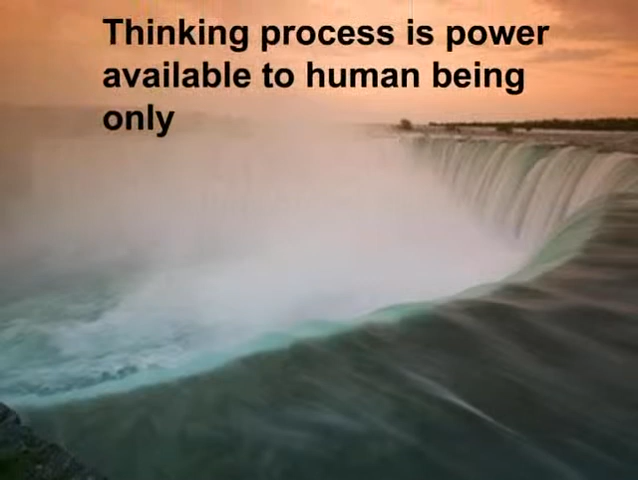 Thinking process is power
available to human being
only